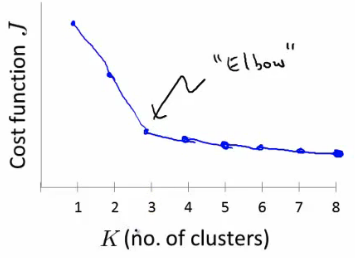 "Elbow"
Cost function J
1 2 3 4 5 6 7 8
K (no. of clusters)